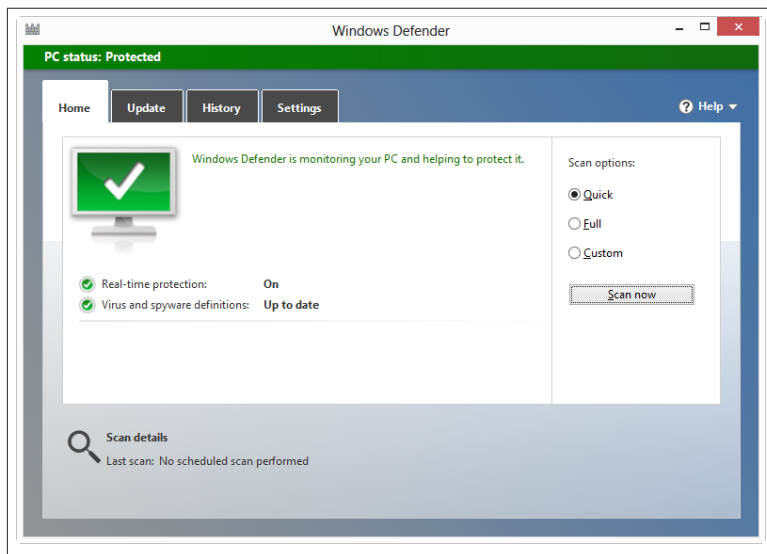 Windows Defender
PC status: Protected
Home
Update
History
Settings
Help
Windows Defender is monitoring your PC and helping to protect it.
Real-time protection: On
Virus and spyware definitions: Up to date
Scan options:
Quick
Full
Custom
Scan now
Scan details
Last scan: No scheduled scan performed